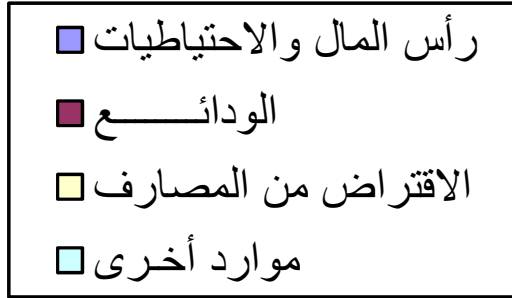 رأس المال والاحتياطيات
الودائـــــــع
الاقتراض من المصارف
موارد أخرى